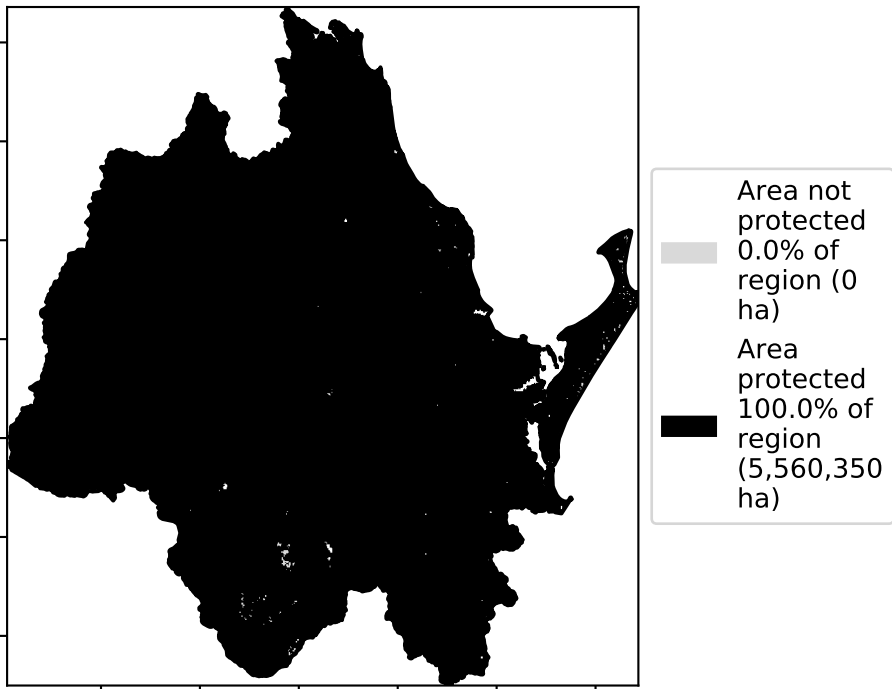 Area not
protected
0.0% of
region (0
ha)
Area
protected
100.0% of
region
(5,560,350
ha)